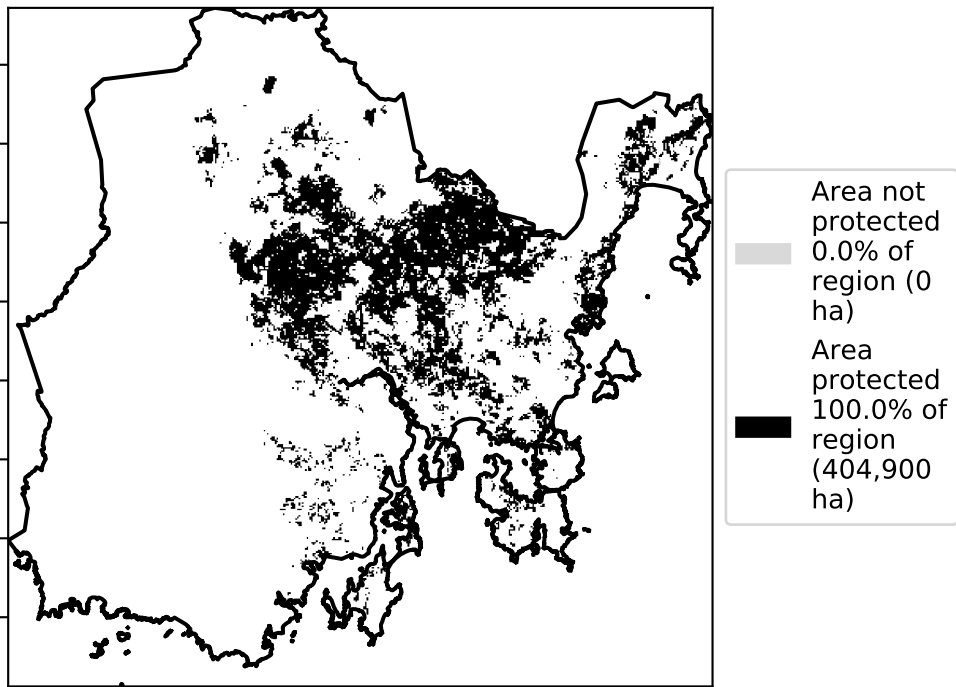 Area not
protected
0.0% of
region (0
ha)
Area
protected
100.0% of
region
(404,900
ha)